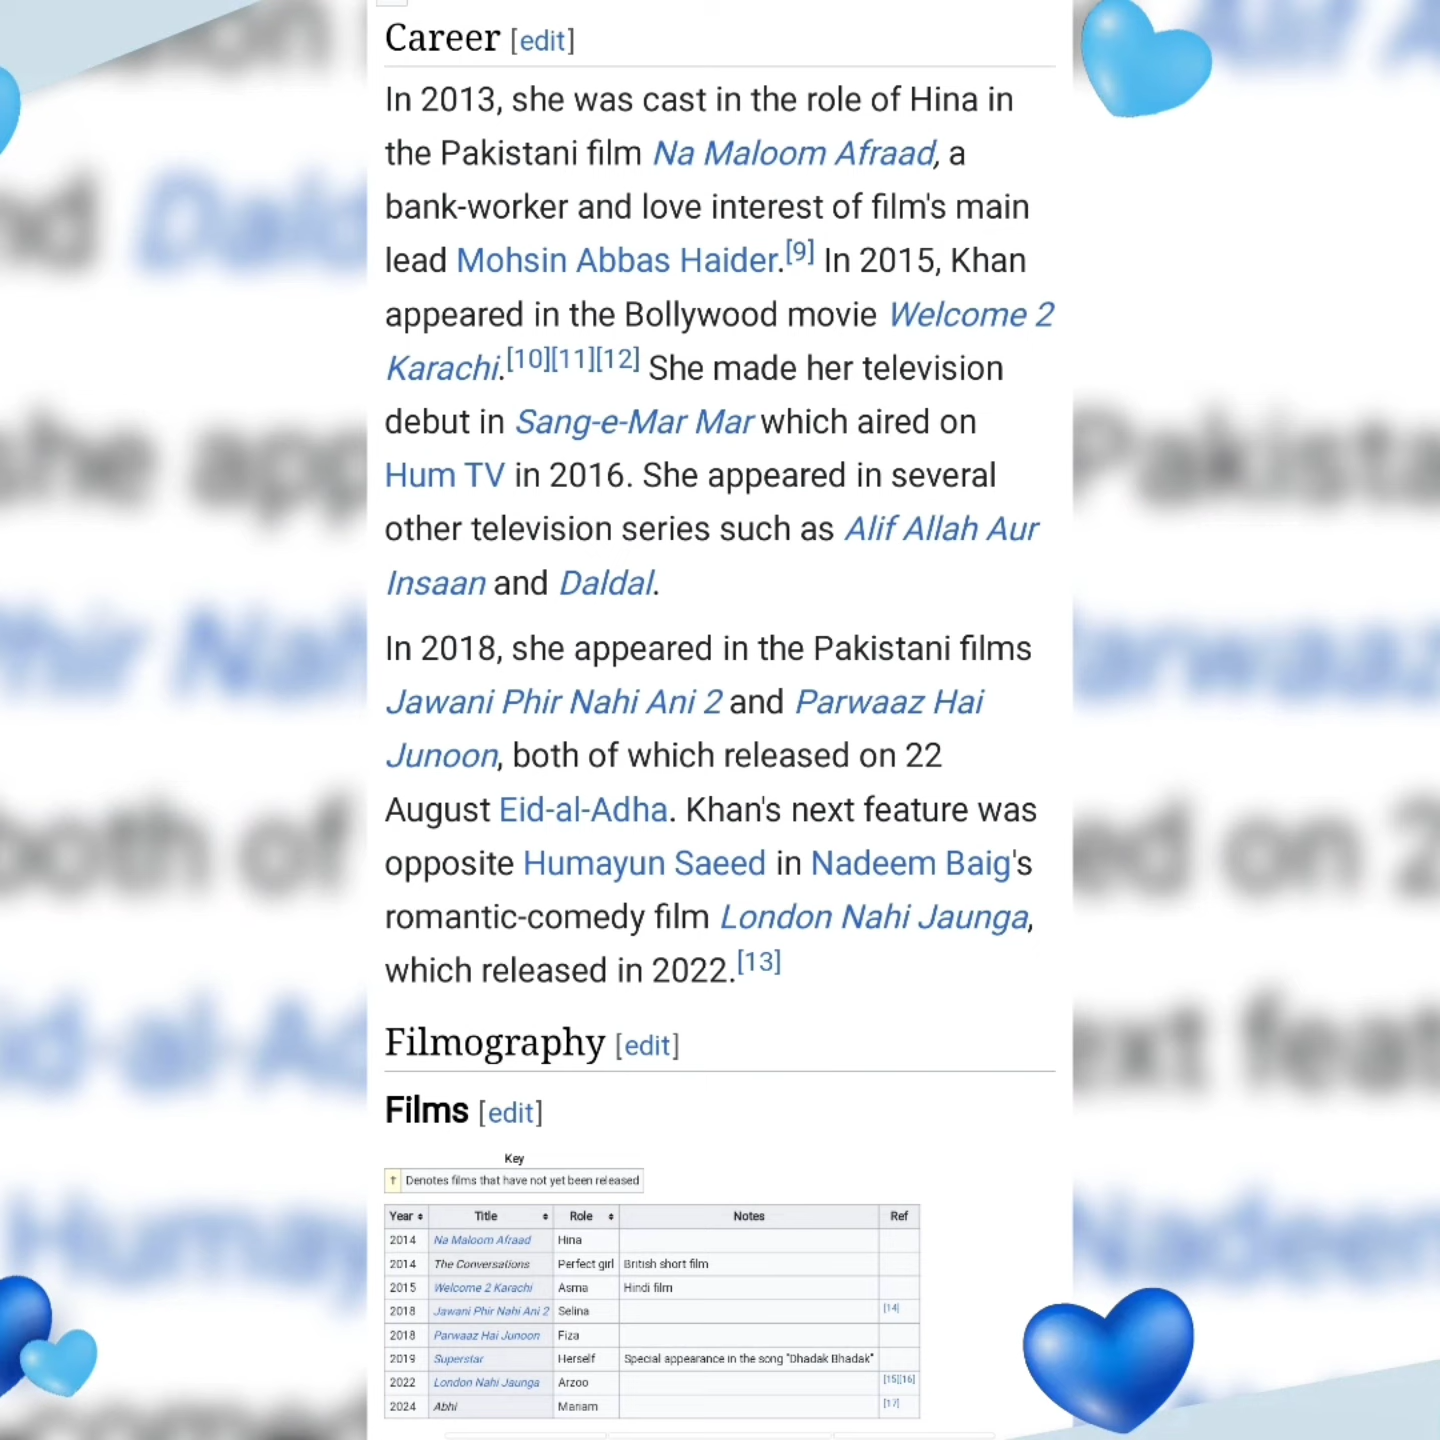 Career [edit]
In 2013, she was cast in the role of Hina in
the Pakistani film Na Maloom Afraad, a
bank-worker and love interest of film's main
lead Mohsin Abbas Haider.[9] In 2015, Khan
appeared in the Bollywood movie Welcome 2
Karachi.[10][11][12] She made her television
debut in Sang-e-Mar Mar which aired on
Hum TV in 2016. She appeared in several
other television series such as Alif Allah Aur
Insaan and Daldal.
In 2018, she appeared in the Pakistani films
Jawani Phir Nahi Ani 2 and Parwaaz Hai
Junoon, both of which released on 22
August Eid-al-Adha. Khan's next feature was
opposite Humayun Saeed in Nadeem Baig's
romantic-comedy film London Nahi Jaunga,
which released in 2022.[13]
Filmography [edit]
Films [edit]
Key
† Denotes films that have not yet been released
Year Title Role Notes Ref
2014 Na Maloom Afraad Hina
2014 The Conversations Perfect girl British short film
2015 Welcome 2 Karachi Asma Hindi film
2018 Jawani Phir Nahi Ani 2 Selina [14]
2018 Parwaaz Hai Junoon Fiza
2019 Superstar Herself Special appearance in the song "Dhadak Bhadak"
2022 London Nahi Jaunga Arzoo [15][16]
2024 Abhi Mariam [17]